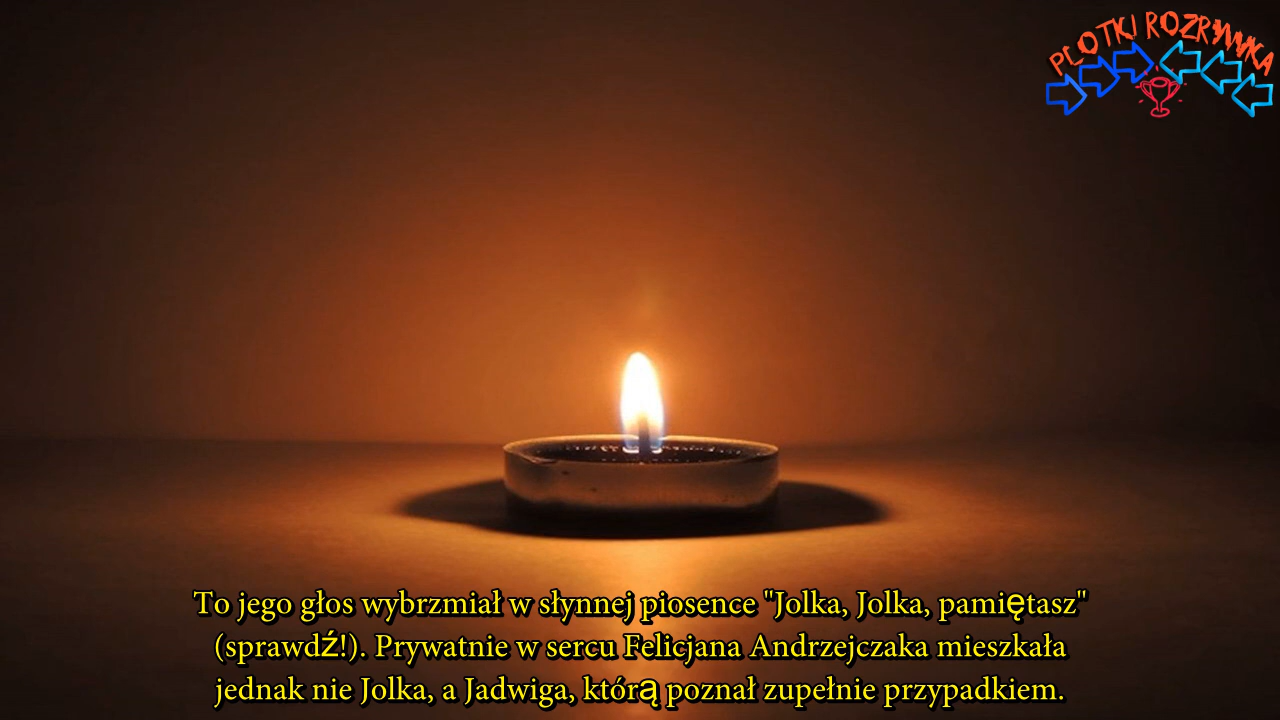 PLOTKI ROZRYWKA
To jego głos wybrzmiał w słynnej piosence "Jolka, Jolka, pamiętasz"
(sprawdź!). Prywatnie w sercu Felicjana Andrzejczaka mieszkała
jednak nie Jolka, a Jadwiga, którą poznał zupełnie przypadkiem.